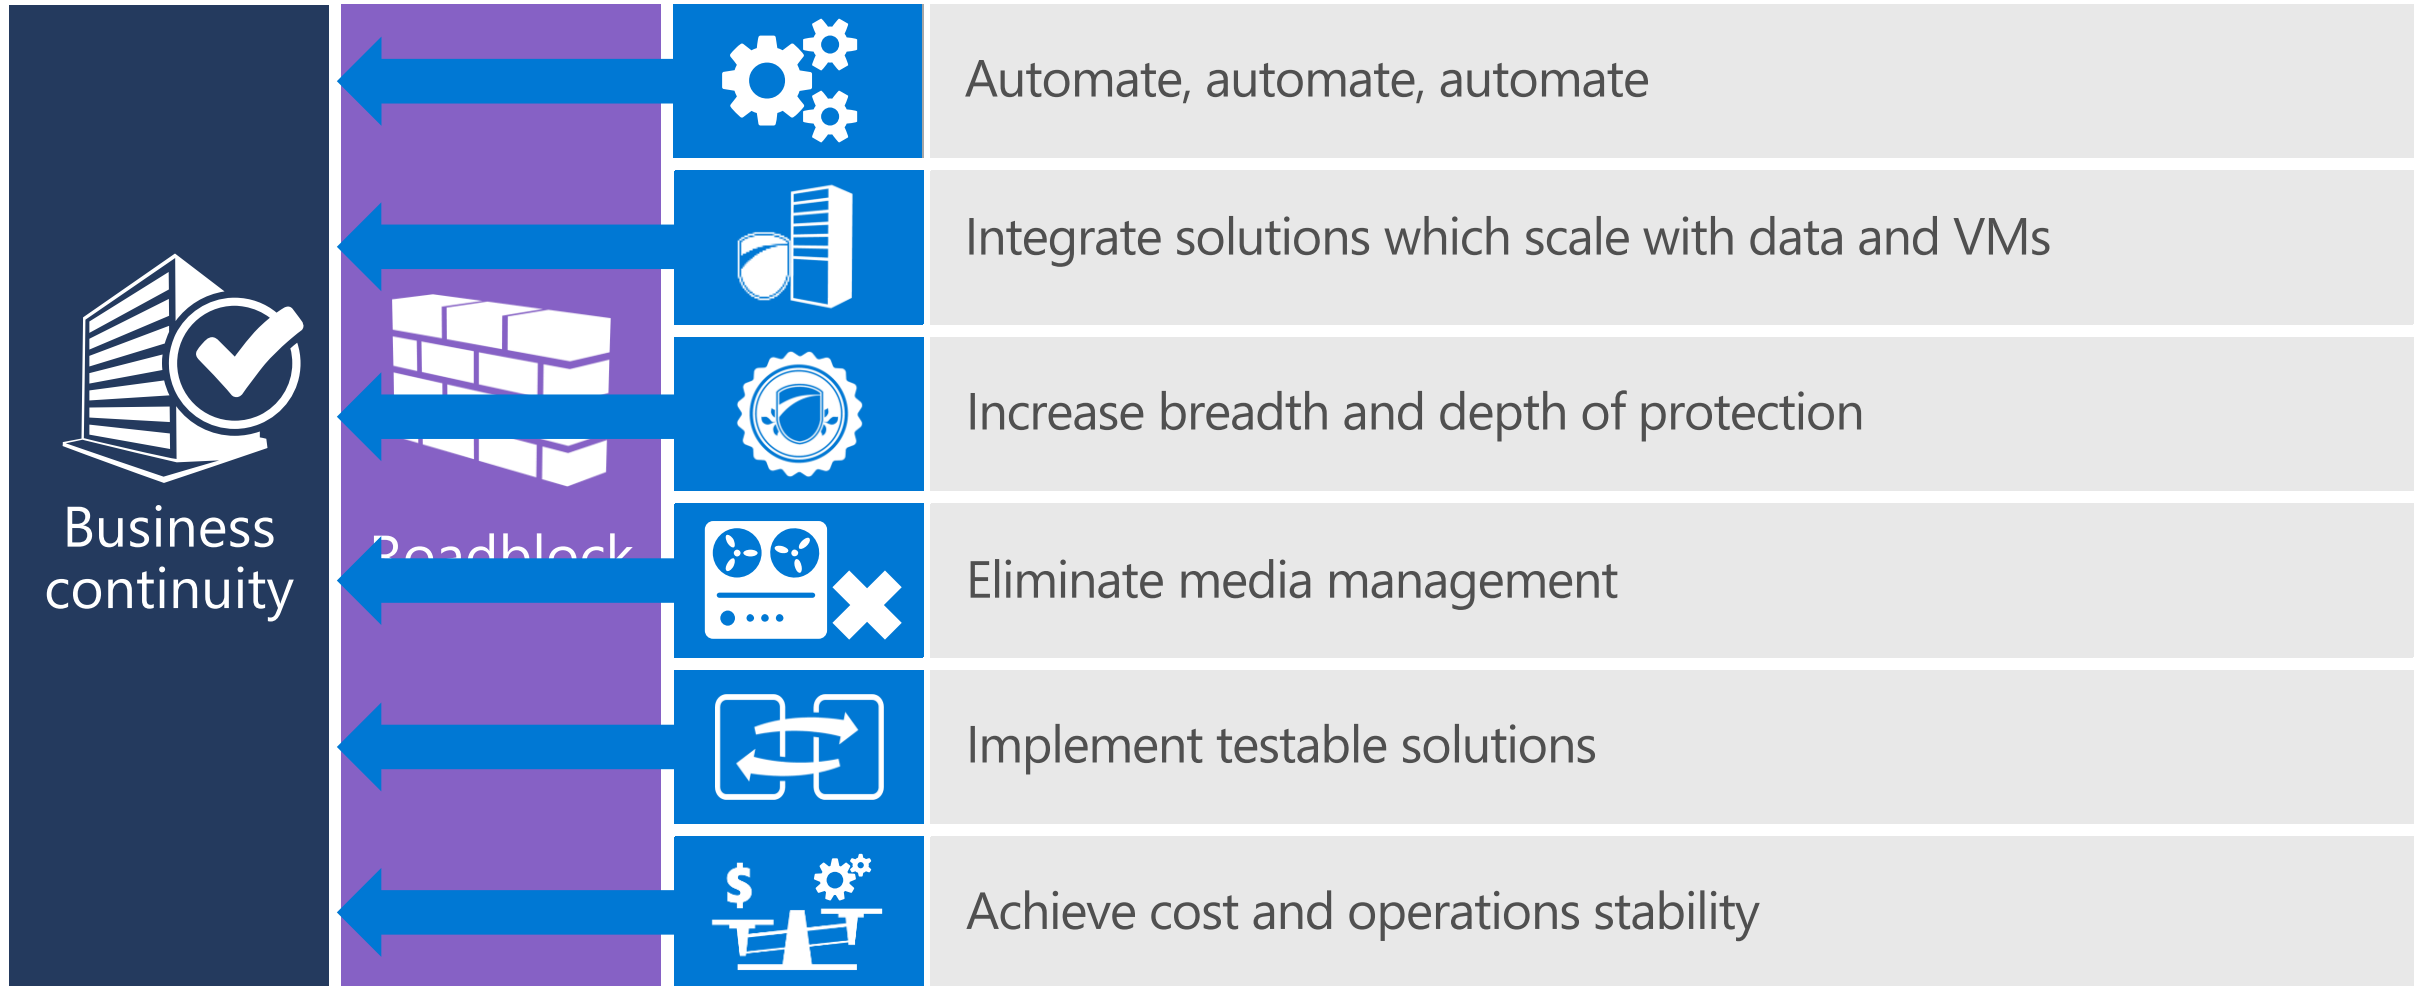 Business
continuity
Roadblock
Automate, automate, automate
Integrate solutions which scale with data and VMs
Increase breadth and depth of protection
Eliminate media management
Implement testable solutions
$
Achieve cost and operations stability